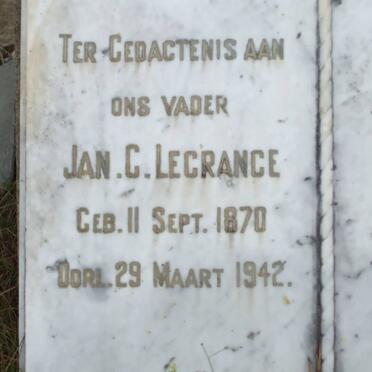 TER GEDACTENIS AAN
ONS VADER
JAN. C. LEGRANGE
GEB. 11 SEPT. 1870
OORL. 29 MAART 1942.